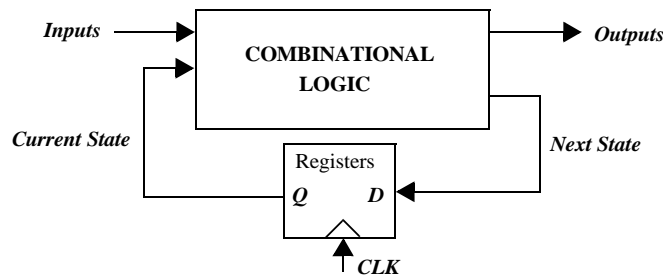 Inputs
COMBINATIONAL
LOGIC
Outputs
Current State
Next State
Registers
Q D
CLK